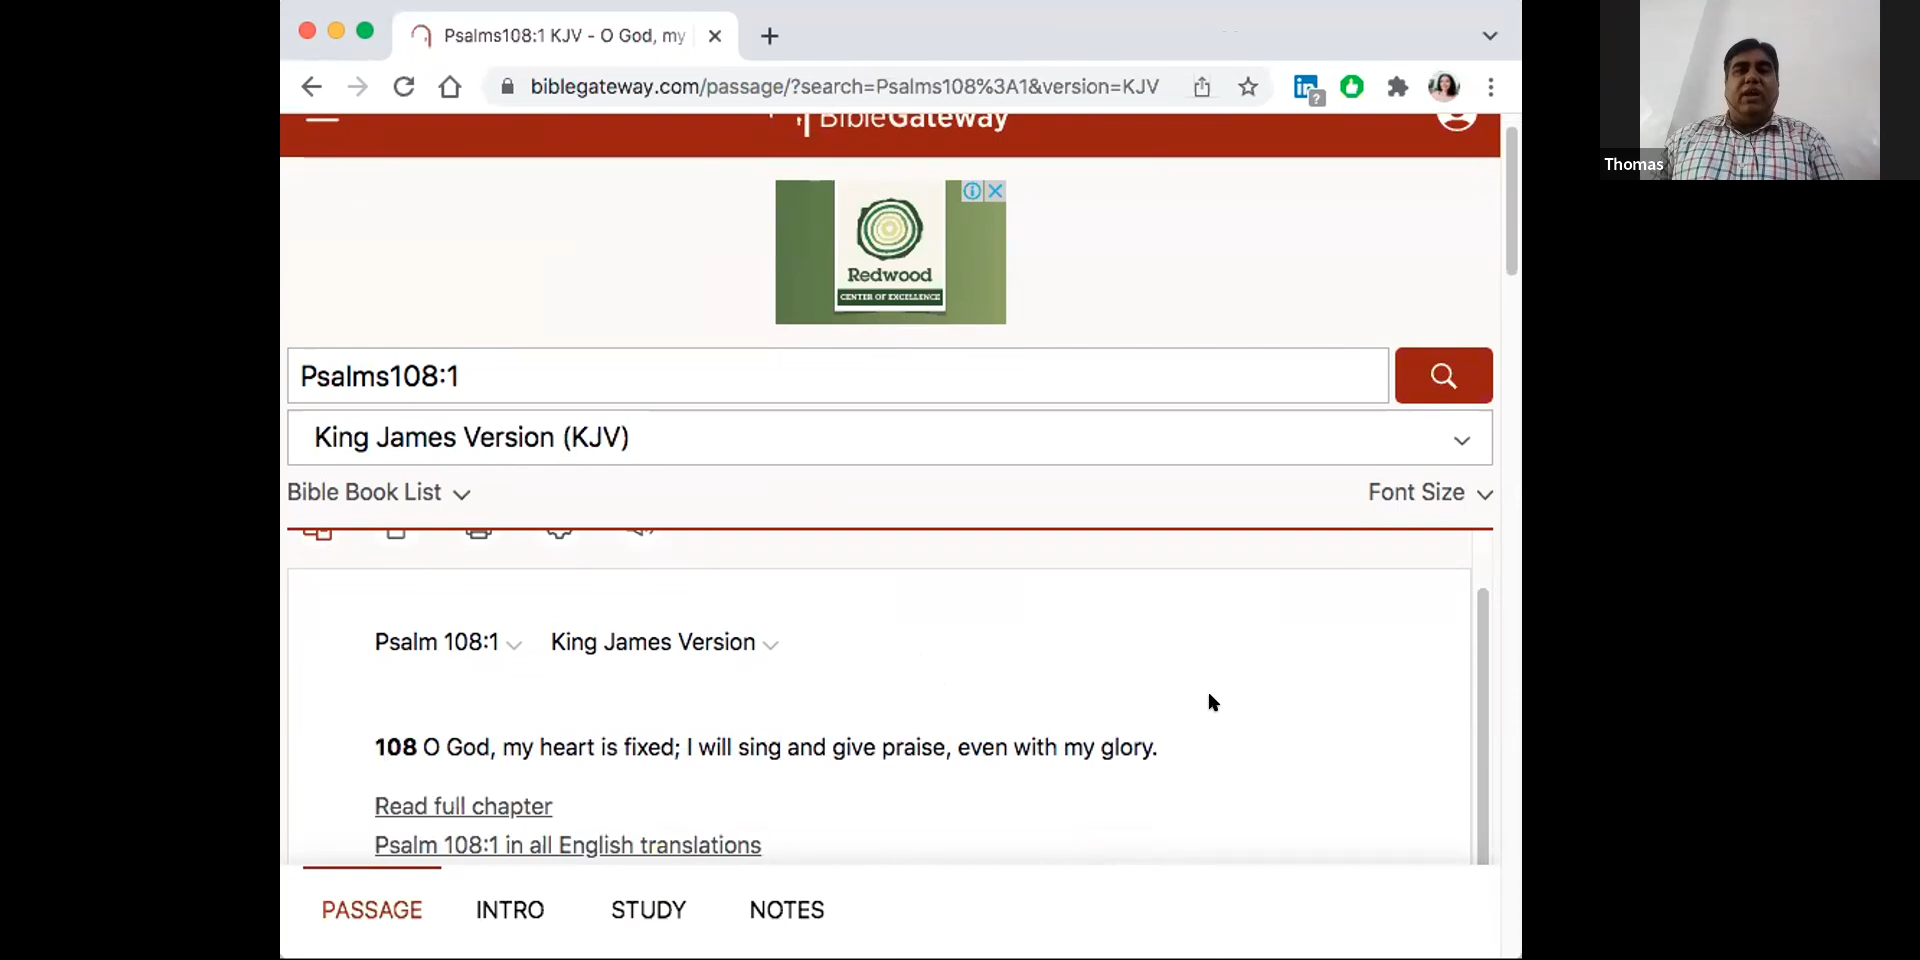 Psalms108:1 KJV - O God, my
biblegateway.com/passage/?search=Psalms108%3A1&version=KJV
BibleGateway
Thomas
Redwood
CENTER OF EXCELLENCE
Psalms108:1
King James Version (KJV)
Bible Book List
Font Size
Psalm 108:1 King James Version
108 O God, my heart is fixed; I will sing and give praise, even with my glory.
Read full chapter
Psalm 108:1 in all English translations
PASSAGE INTRO STUDY NOTES